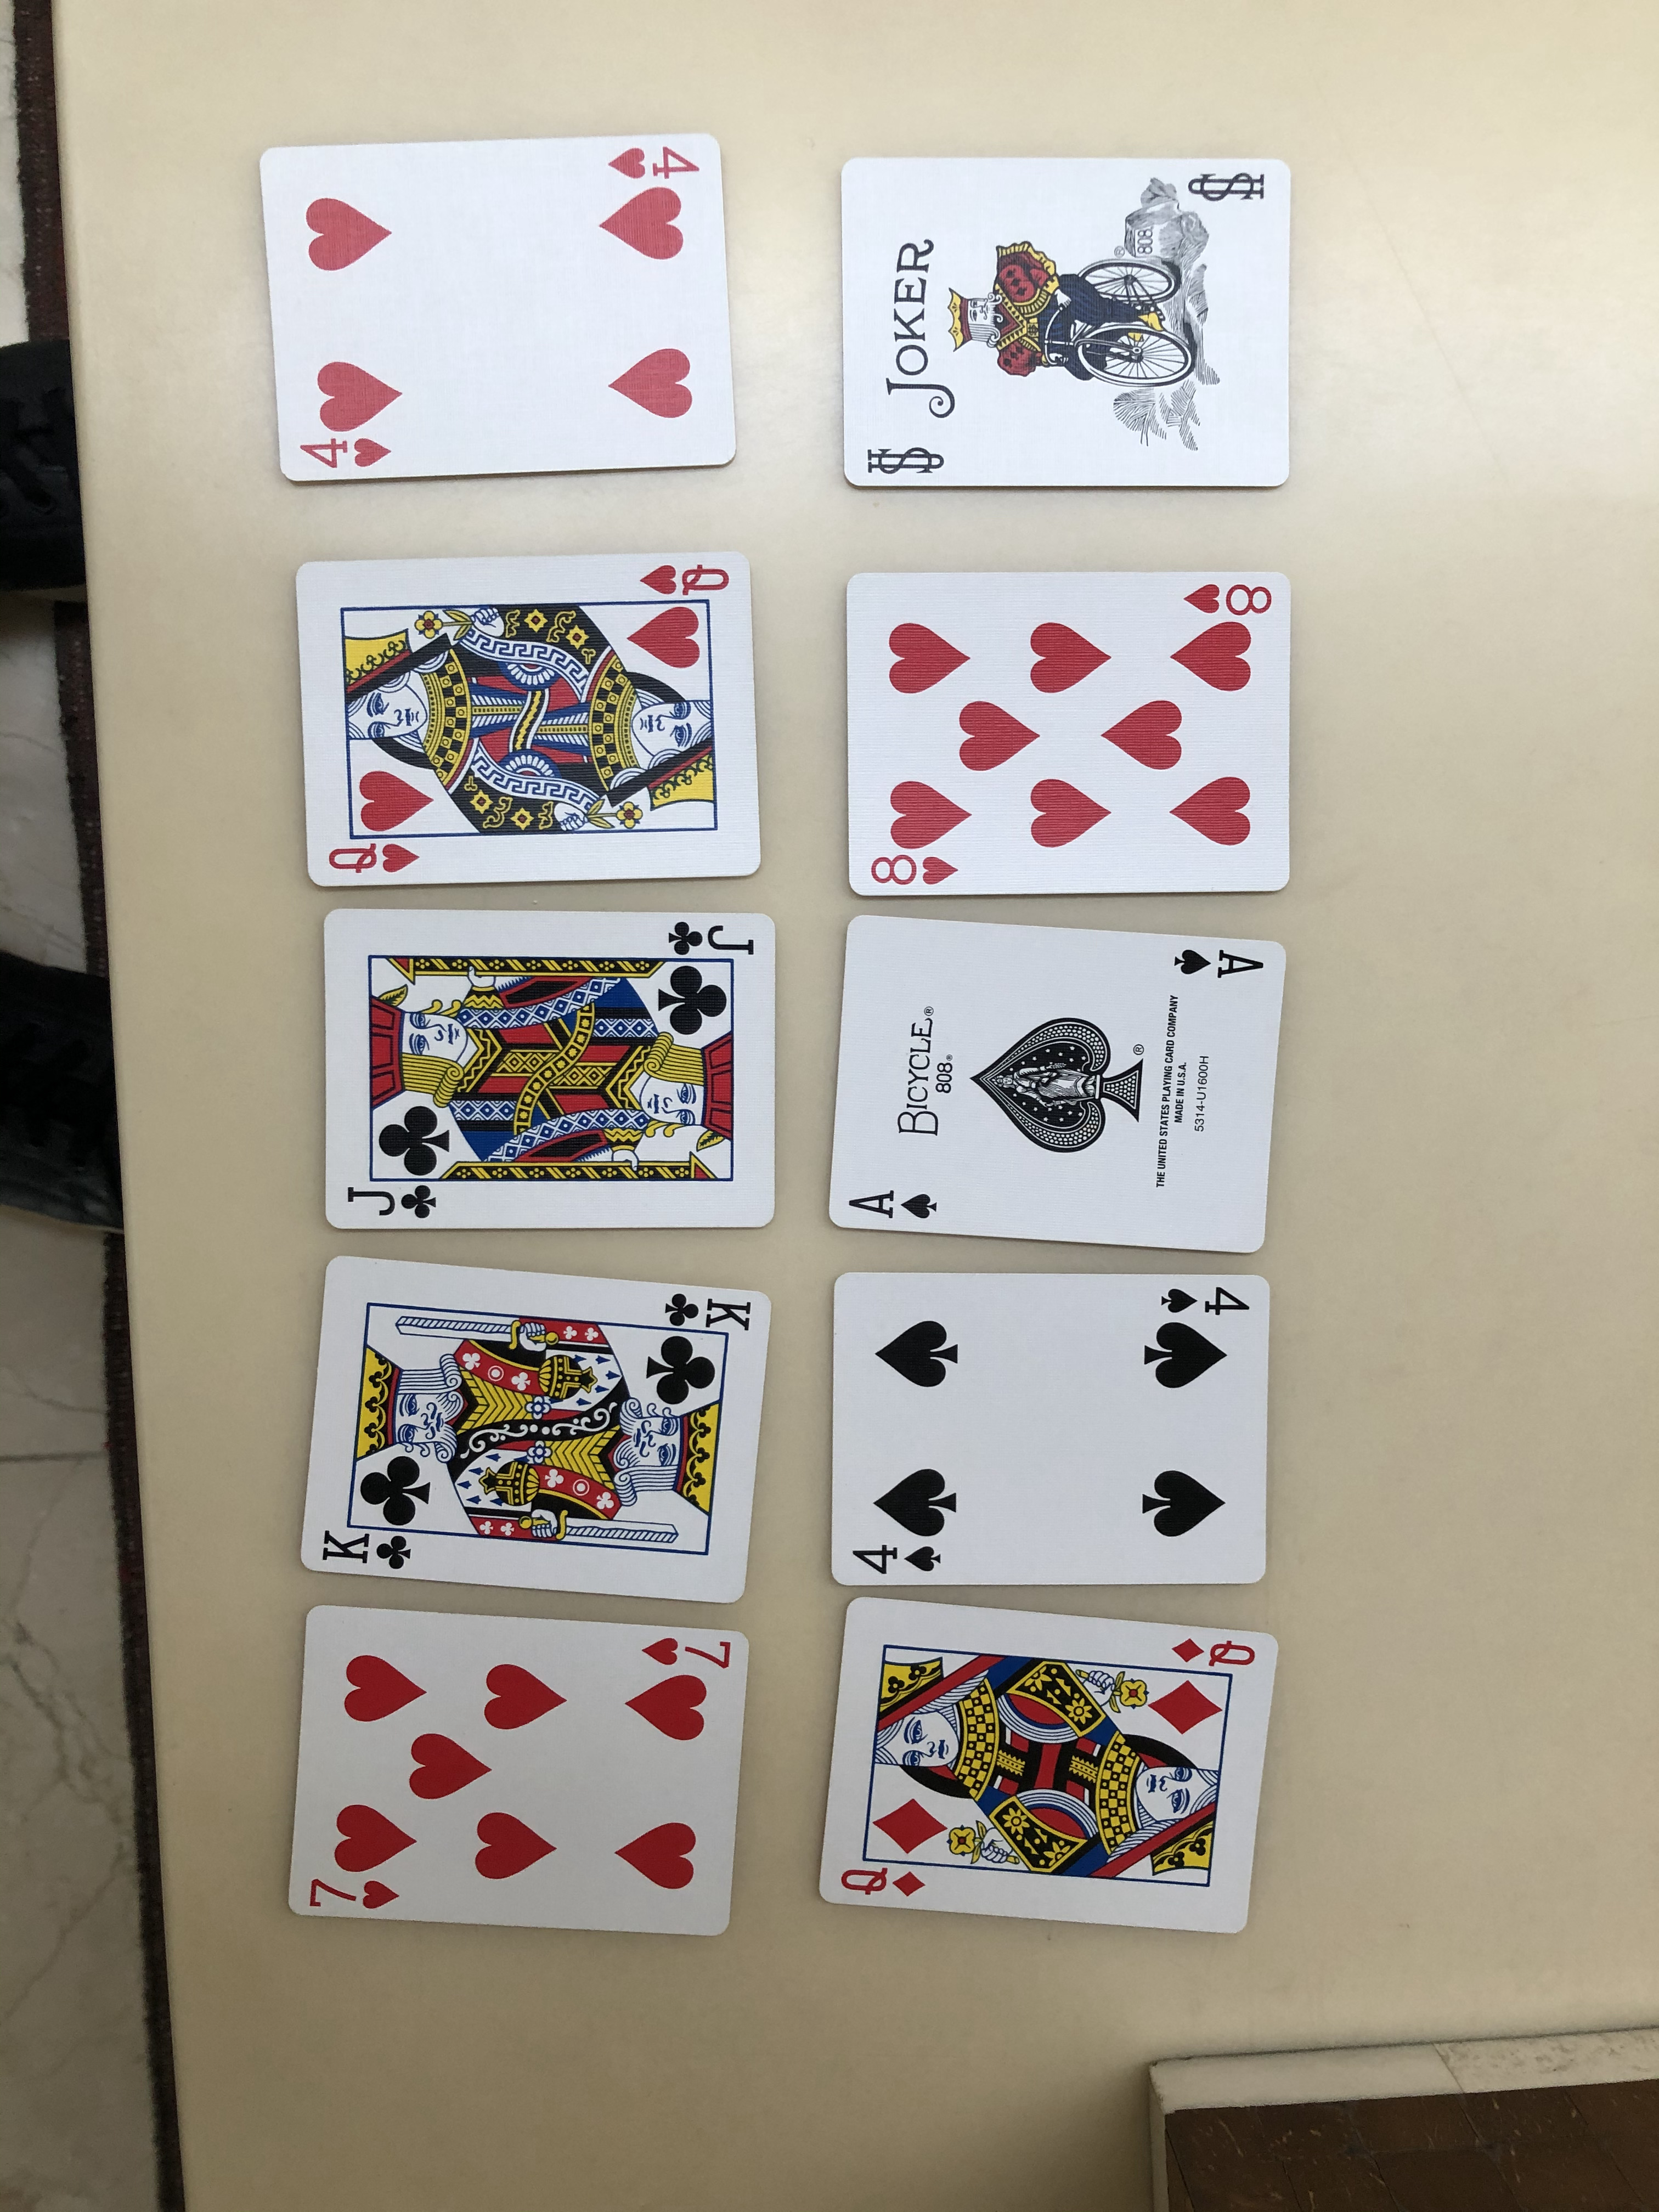 7
7
K
K
J
J
Q
Q
4
4
Q
Q
4
4
A
BICYCLE®
808®
®
THE UNITED STATES PLAYING CARD COMPANY
MADE IN U.S.A.
5314-U1600H
A
8
8
JOKER
®
808